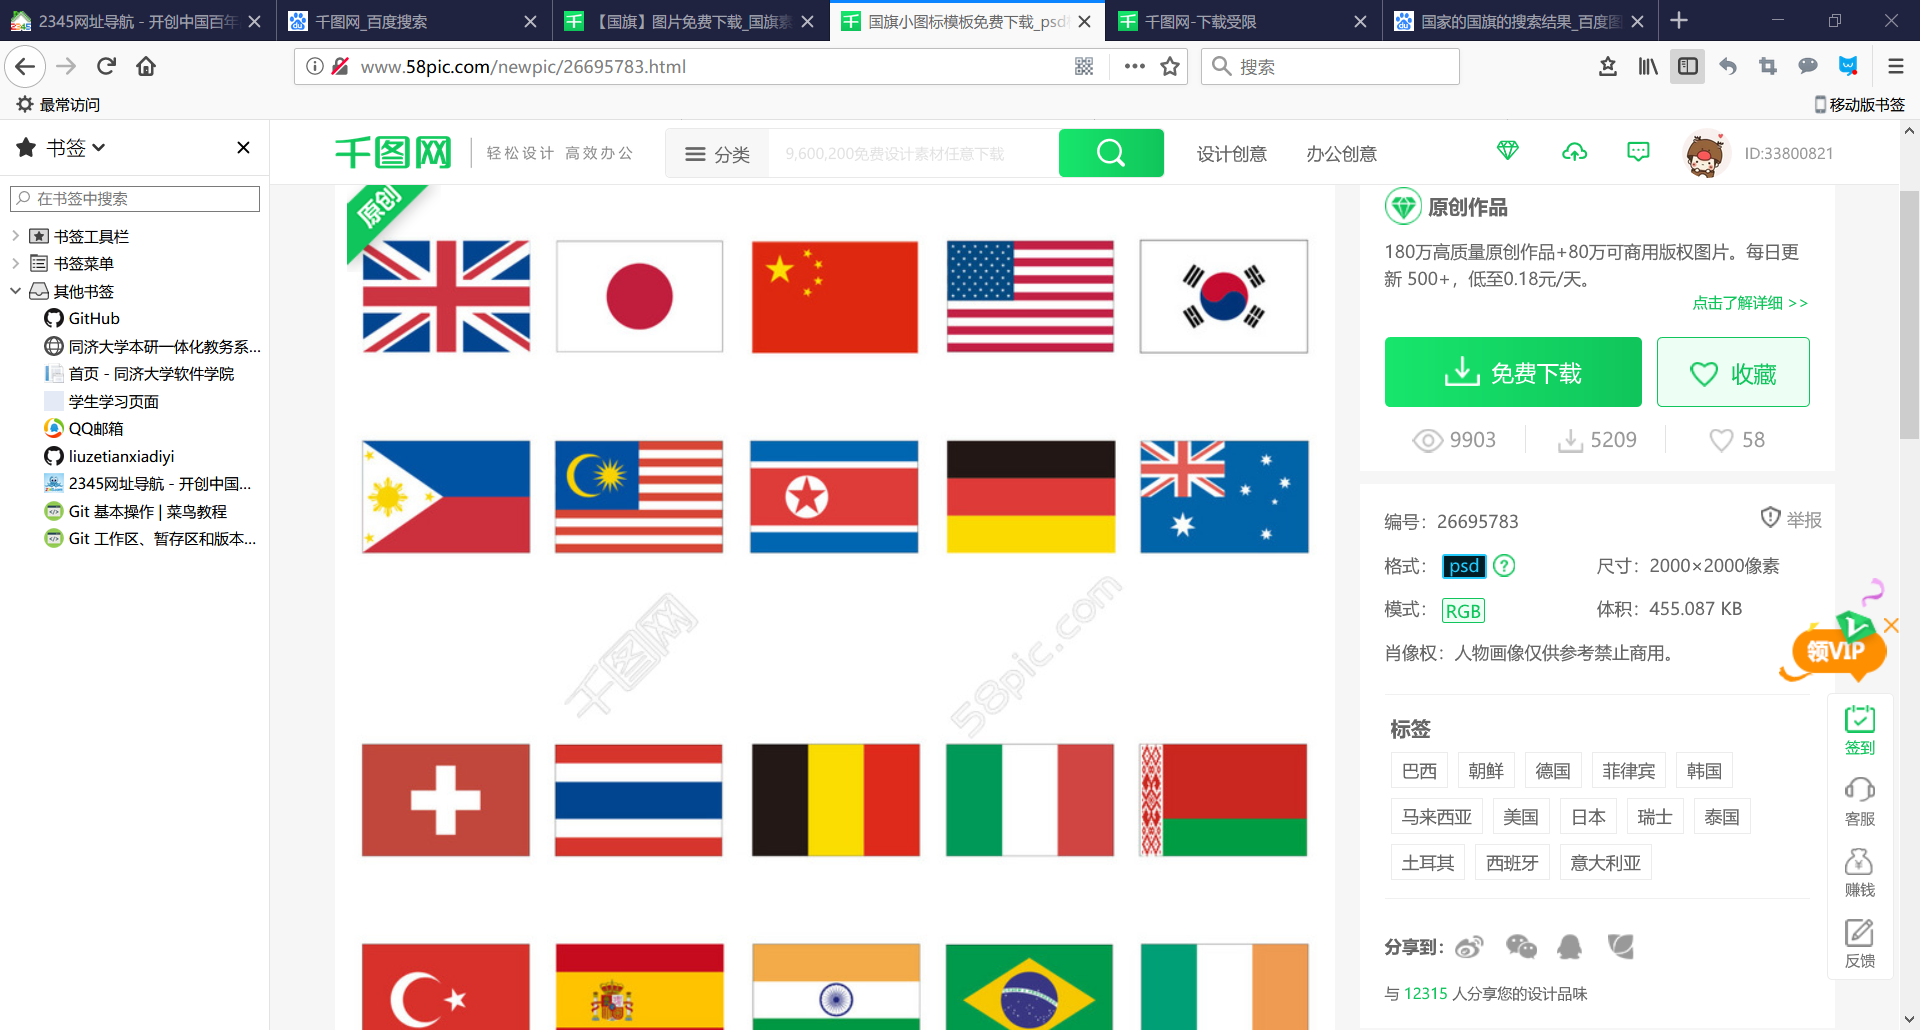 2345网址导航 - 开创中国百年
千图网_百度搜索
【国旗】图片免费下载_国旗素
国旗小图标模板免费下载_psd
千图网-下载受限
国家的国旗的搜索结果_百度图
www.58pic.com/newpic/26695783.html
搜索
最常访问
移动版书签
书签
在书签中搜索
书签工具栏
书签菜单
其他书签
GitHub
同济大学本研一体化教务系...
首页 - 同济大学软件学院
学生学习页面
QQ邮箱
liuzetianxiadiyi
2345网址导航 - 开创中国...
Git 基本操作 | 菜鸟教程
Git 工作区、暂存区和版本...
千图网
轻松设计 高效办公
分类
9,600,200免费设计素材任意下载
设计创意
办公创意
ID:33800821
原创
千图网
58pic.com
原创作品
180万高质量原创作品+80万可商用版权图片。每日更
新 500+，低至0.18元/天。
点击了解详细 >>
免费下载
收藏
9903
5209
58
编号：26695783
举报
格式： psd ?
尺寸：2000×2000像素
模式： RGB
体积：455.087 KB
肖像权：人物画像仅供参考禁止商用。
领VIP
标签
巴西 朝鲜 德国 菲律宾 韩国
马来西亚 美国 日本 瑞士 泰国
土耳其 西班牙 意大利亚
分享到：
与 12315 人分享您的设计品味
签到
客服
赚钱
反馈